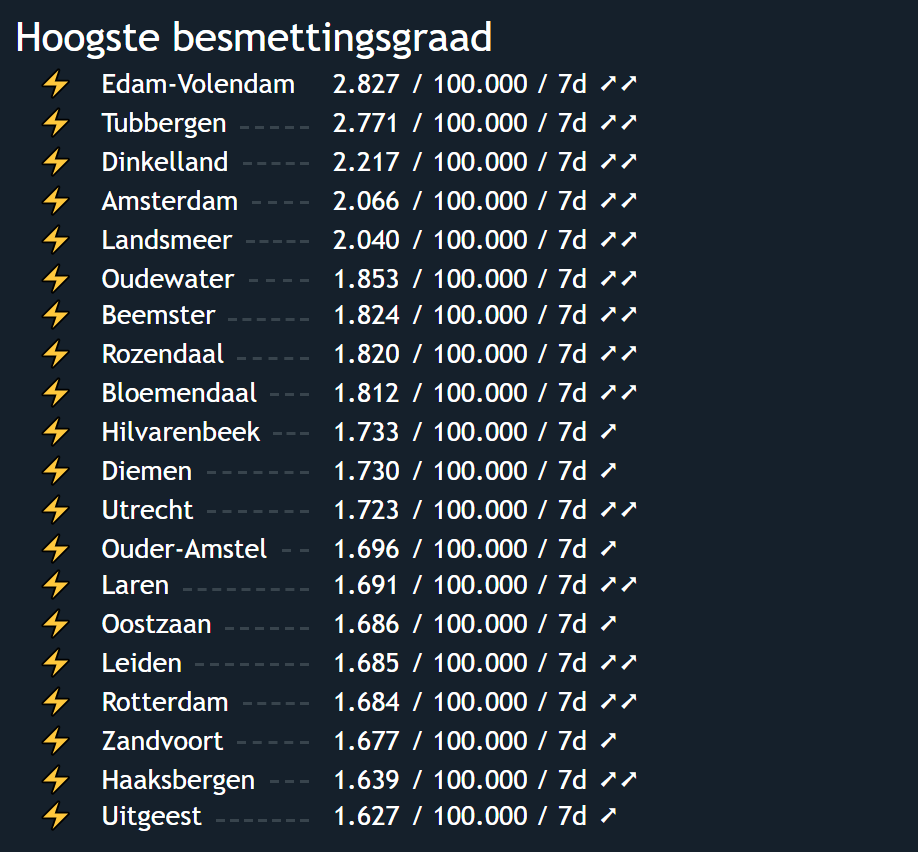 Hoogste besmettingsgraad
⚡ Edam-Volendam 2.827 / 100.000 / 7d ➚➚
⚡ Tubbergen ----- 2.771 / 100.000 / 7d ➚➚
⚡ Dinkelland ----- 2.217 / 100.000 / 7d ➚➚
⚡ Amsterdam ---- 2.066 / 100.000 / 7d ➚➚
⚡ Landsmeer ----- 2.040 / 100.000 / 7d ➚➚
⚡ Oudewater ---- 1.853 / 100.000 / 7d ➚➚
⚡ Beemster ------ 1.824 / 100.000 / 7d ➚➚
⚡ Rozendaal ----- 1.820 / 100.000 / 7d ➚➚
⚡ Bloemendaal --- 1.812 / 100.000 / 7d ➚➚
⚡ Hilvarenbeek --- 1.733 / 100.000 / 7d ➚
⚡ Diemen ------- 1.730 / 100.000 / 7d ➚
⚡ Utrecht ------- 1.723 / 100.000 / 7d ➚➚
⚡ Ouder-Amstel -- 1.696 / 100.000 / 7d ➚
⚡ Laren --------- 1.691 / 100.000 / 7d ➚➚
⚡ Oostzaan ------ 1.686 / 100.000 / 7d ➚
⚡ Leiden -------- 1.685 / 100.000 / 7d ➚➚
⚡ Rotterdam ----- 1.684 / 100.000 / 7d ➚➚
⚡ Zandvoort ----- 1.677 / 100.000 / 7d ➚
⚡ Haaksbergen --- 1.639 / 100.000 / 7d ➚➚
⚡ Uitgeest ------- 1.627 / 100.000 / 7d ➚